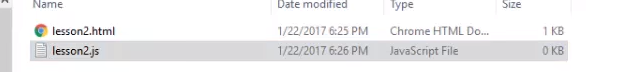 Name Date modified Type Size
lesson2.html 1/22/2017 6:25 PM Chrome HTML Do... 1 KB
lesson2.js 1/22/2017 6:26 PM JavaScript File 0 KB